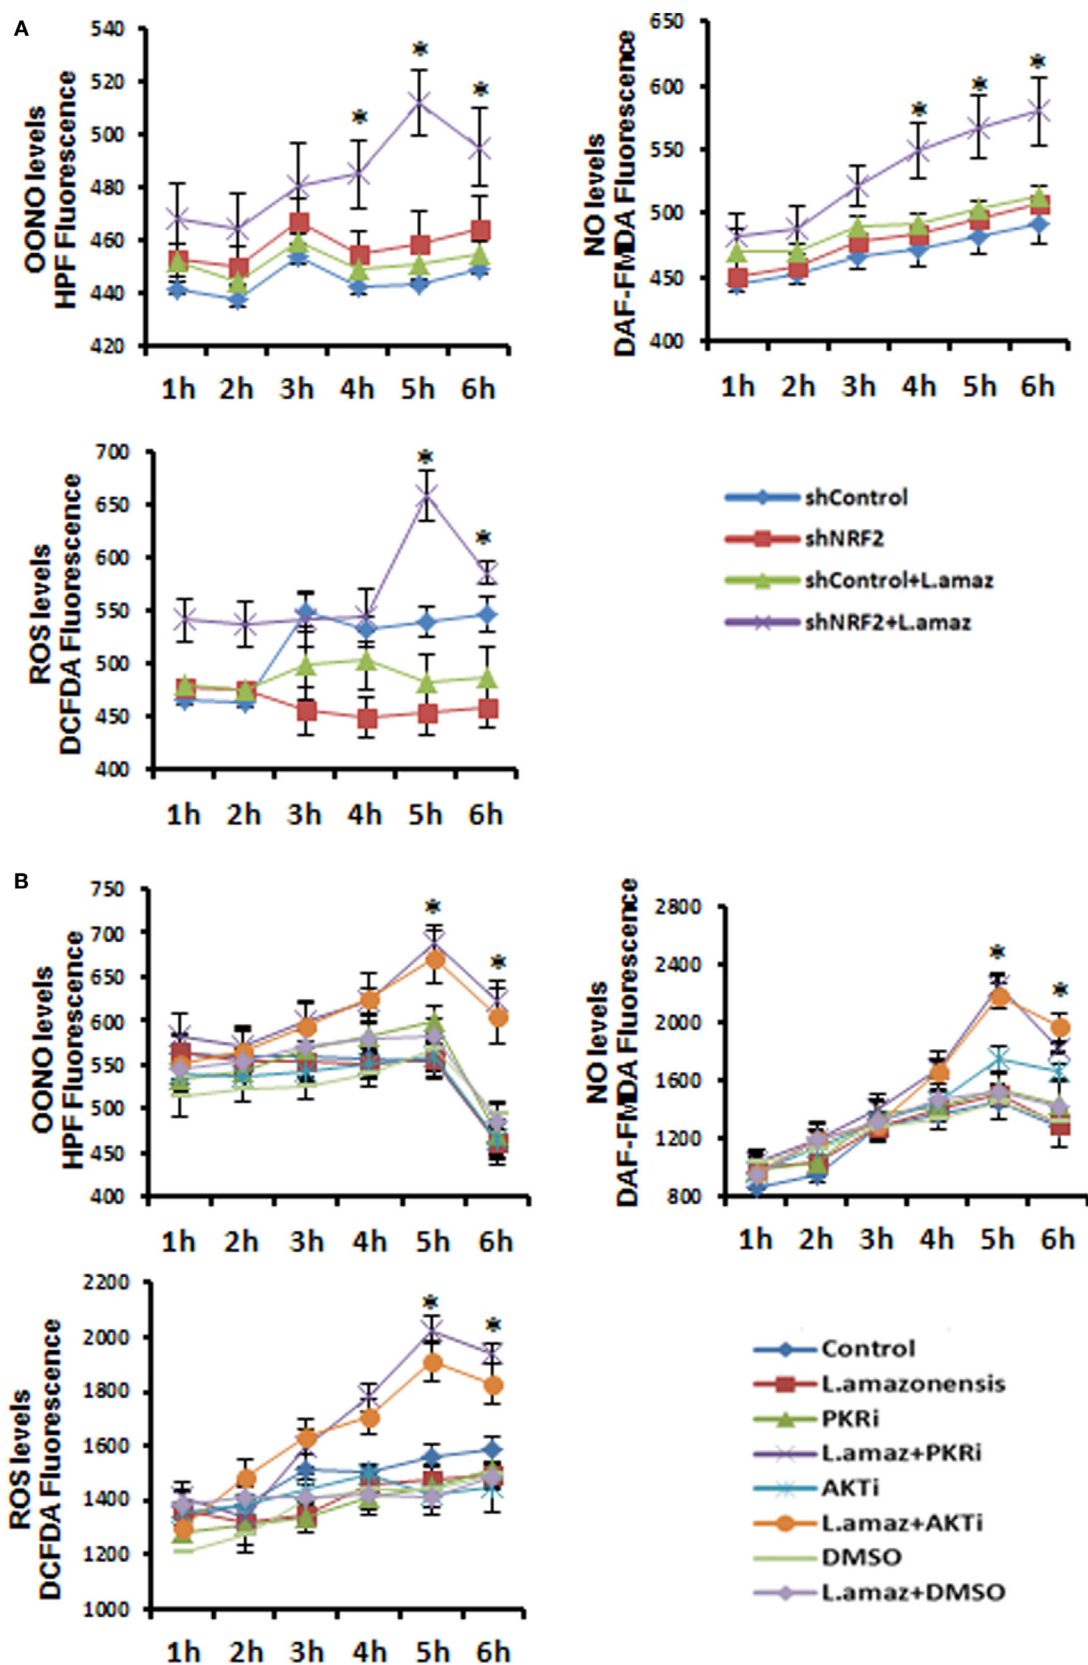 A
OONO levels
HPF Fluorescence
540
520
500
480
460
440
420
* * *
1h 2h 3h 4h 5h 6h
NO levels
DAF-FMDA Fluorescence
650
600
550
500
450
400
* * *
1h 2h 3h 4h 5h 6h
ROS levels
DCFDA Fluorescence
700
650
600
550
500
450
400
* *
1h 2h 3h 4h 5h 6h
shControl
shNRF2
shControl+L.amaz
shNRF2+L.amaz
B
OONO levels
HPF Fluorescence
750
700
650
600
550
500
450
400
* *
1h 2h 3h 4h 5h 6h
NO levels
DAF-FMDA Fluorescence
2800
2400
2000
1600
1200
800
* *
1h 2h 3h 4h 5h 6h
ROS levels
DCFDA Fluorescence
2200
2000
1800
1600
1400
1200
1000
* *
1h 2h 3h 4h 5h 6h
Control
L.amazonensis
PKRi
L.amaz+PKRi
AKTi
L.amaz+AKTi
DMSO
L.amaz+DMSO